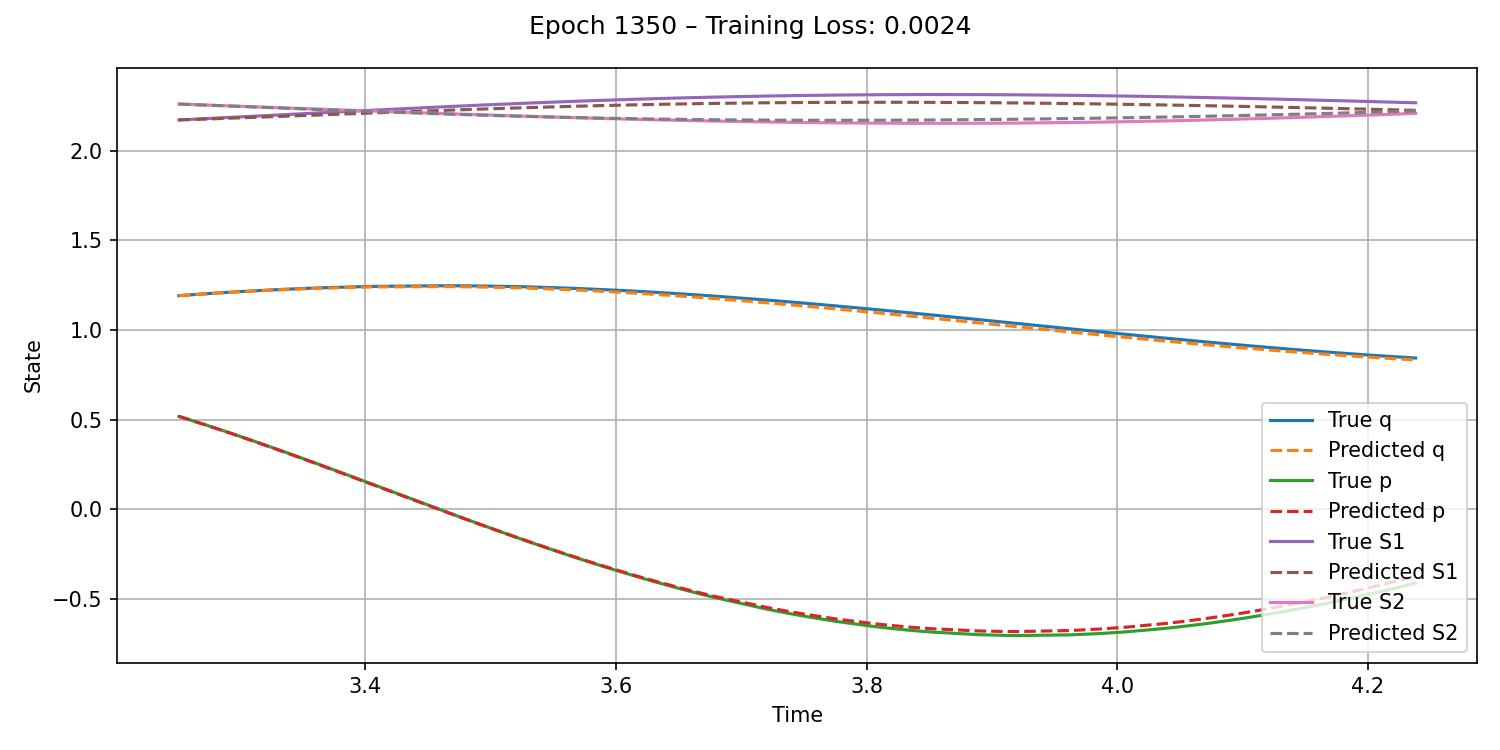 Epoch 1350 – Training Loss: 0.0024
State
2.0
1.5
1.0
0.5
0.0
−0.5
True q
Predicted q
True p
Predicted p
True S1
Predicted S1
True S2
Predicted S2
3.4 3.6 3.8 4.0 4.2
Time